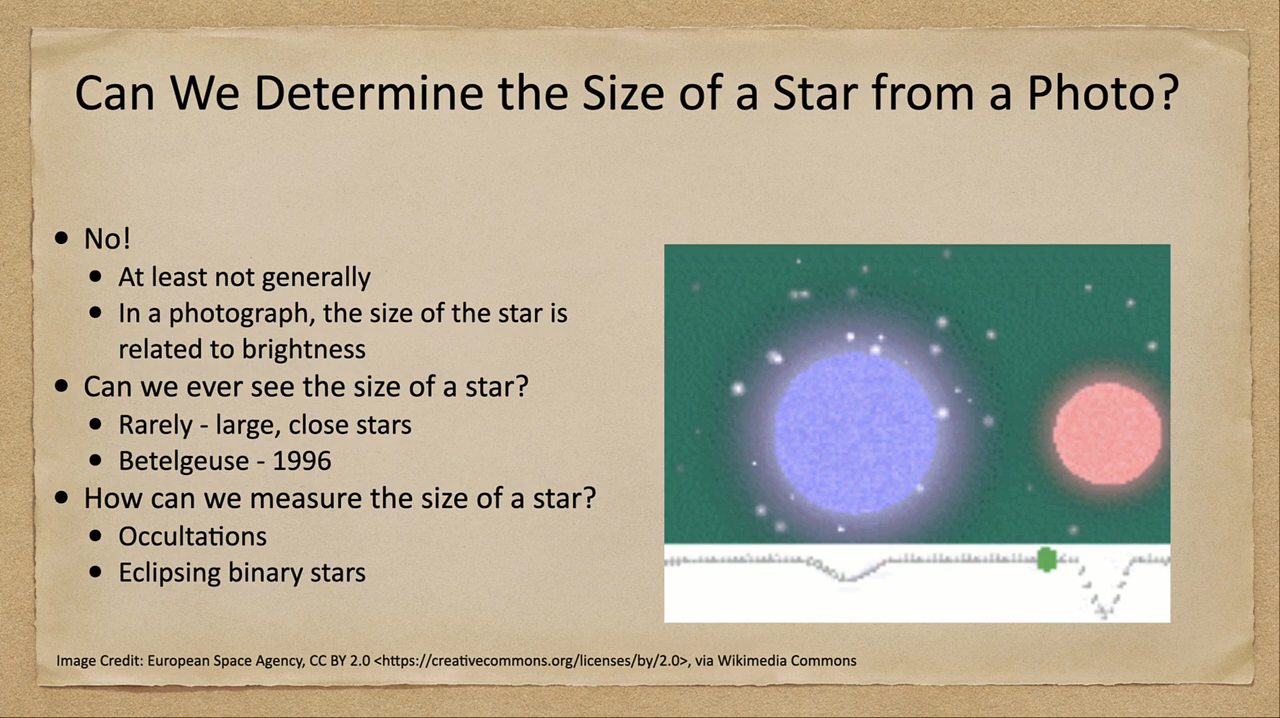 Can We Determine the Size of a Star from a Photo?
• No!
• At least not generally
• In a photograph, the size of the star is
related to brightness
• Can we ever see the size of a star?
• Rarely - large, close stars
• Betelgeuse - 1996
• How can we measure the size of a star?
• Occultations
• Eclipsing binary stars
Image Credit: European Space Agency, CC BY 2.0 <https://creativecommons.org/licenses/by/2.0>, via Wikimedia Commons